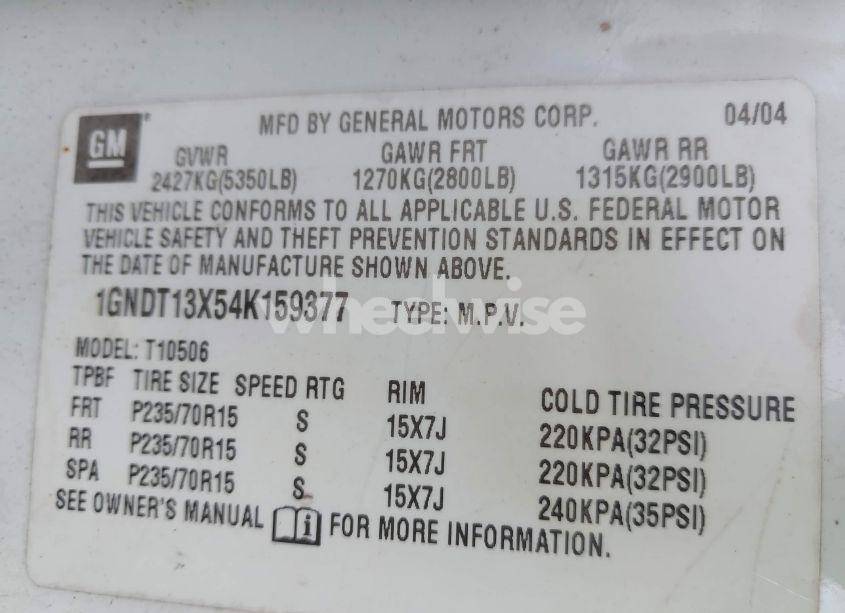 GM
MFD BY GENERAL MOTORS CORP. 04/04
GVWR GAWR FRT GAWR RR
2427KG(5350LB) 1270KG(2800LB) 1315KG(2900LB)
THIS VEHICLE CONFORMS TO ALL APPLICABLE U.S. FEDERAL MOTOR
VEHICLE SAFETY AND THEFT PREVENTION STANDARDS IN EFFECT ON
THE DATE OF MANUFACTURE SHOWN ABOVE.
1GNDT13X54K159377 TYPE: M.P.V.
wheelwise
MODEL: T10506
TPBF TIRE SIZE SPEED RTG RIM COLD TIRE PRESSURE
FRT P235/70R15 S 15X7J 220KPA(32PSI)
RR P235/70R15 S 15X7J 220KPA(32PSI)
SPA P235/70R15 S 15X7J 240KPA(35PSI)
SEE OWNER'S MANUAL i FOR MORE INFORMATION.